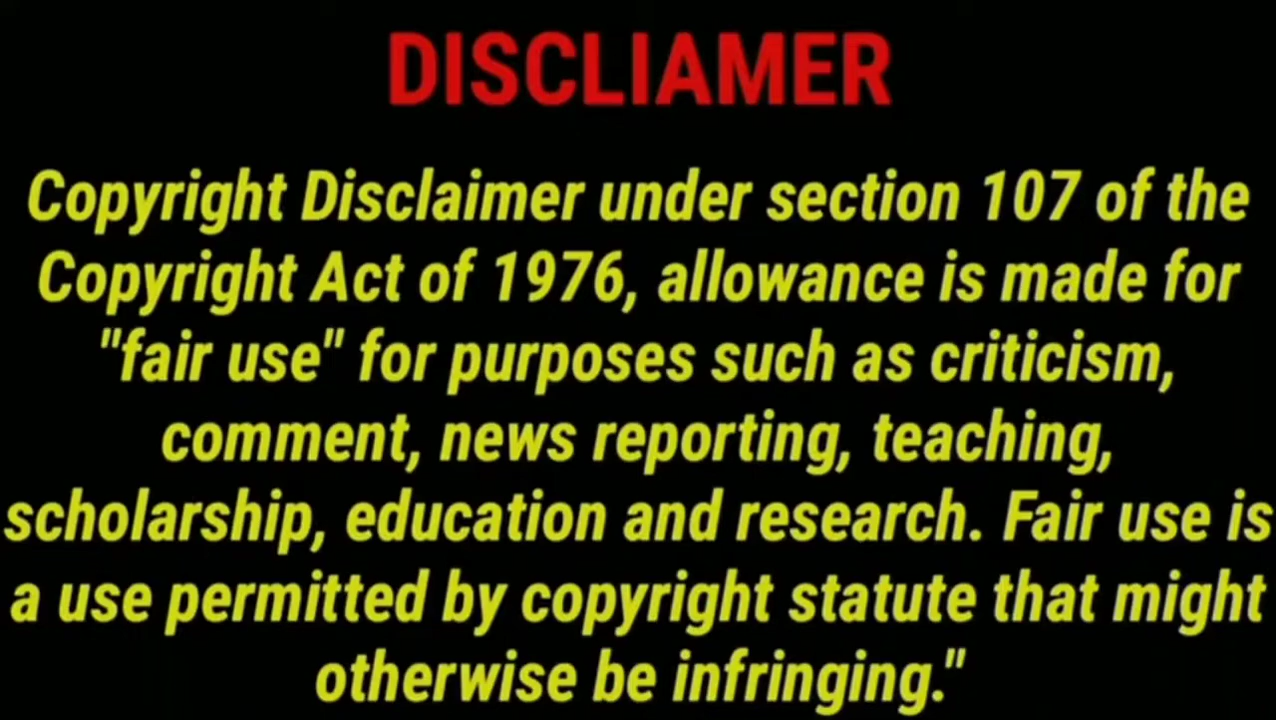 DISCLIAMER
Copyright Disclaimer under section 107 of the
Copyright Act of 1976, allowance is made for
"fair use" for purposes such as criticism,
comment, news reporting, teaching,
scholarship, education and research. Fair use is
a use permitted by copyright statute that might
otherwise be infringing."